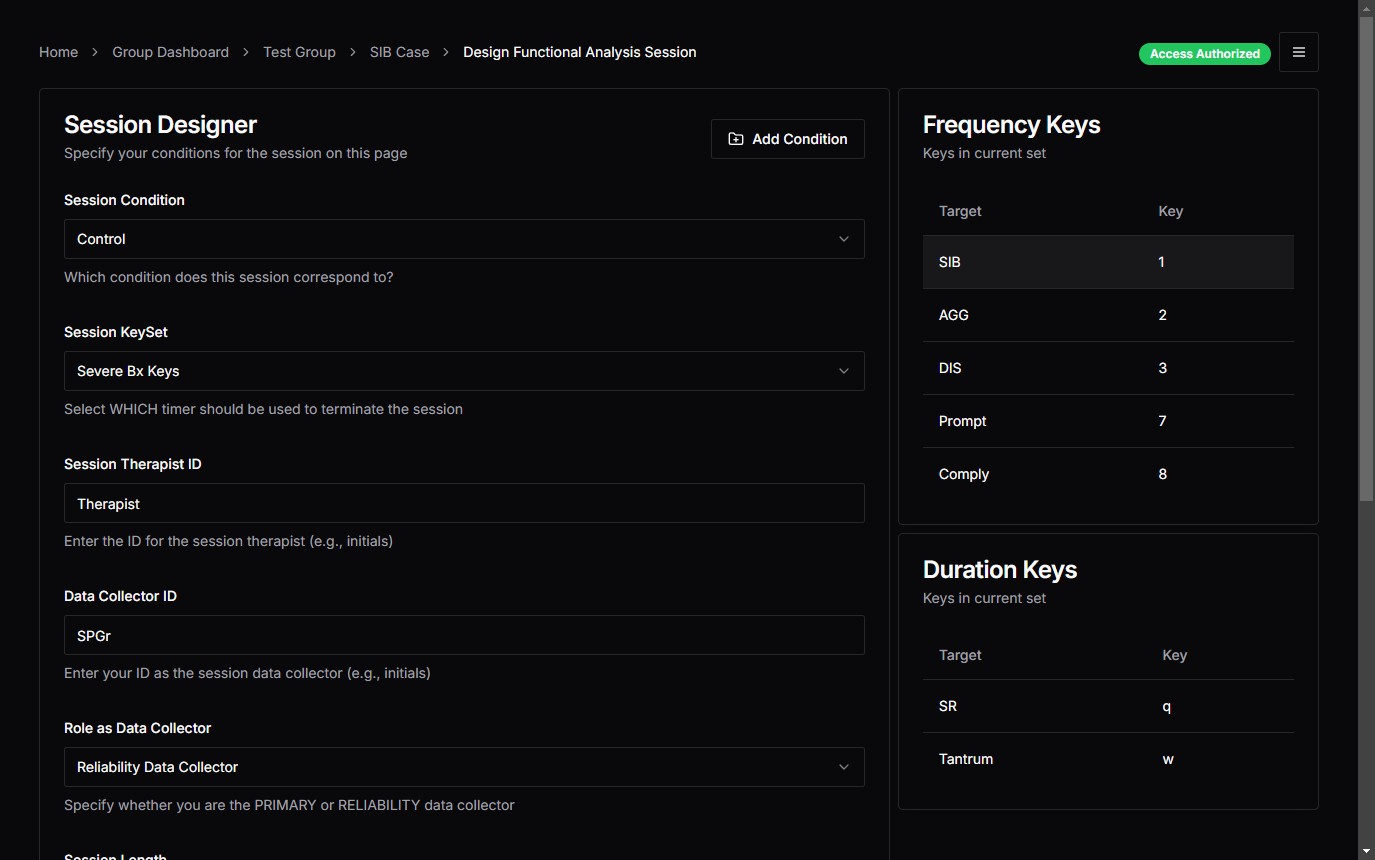 Home > Group Dashboard > Test Group > SIB Case > Design Functional Analysis Session
Access Authorized
Session Designer
Specify your conditions for the session on this page
Add Condition
Session Condition
Control
Which condition does this session correspond to?
Session KeySet
Severe Bx Keys
Select WHICH timer should be used to terminate the session
Session Therapist ID
Therapist
Enter the ID for the session therapist (e.g., initials)
Data Collector ID
SPGr
Enter your ID as the session data collector (e.g., initials)
Role as Data Collector
Reliability Data Collector
Specify whether you are the PRIMARY or RELIABILITY data collector
Session Length
Frequency Keys
Keys in current set
Target Key
SIB 1
AGG 2
DIS 3
Prompt 7
Comply 8
Duration Keys
Keys in current set
Target Key
SR q
Tantrum w